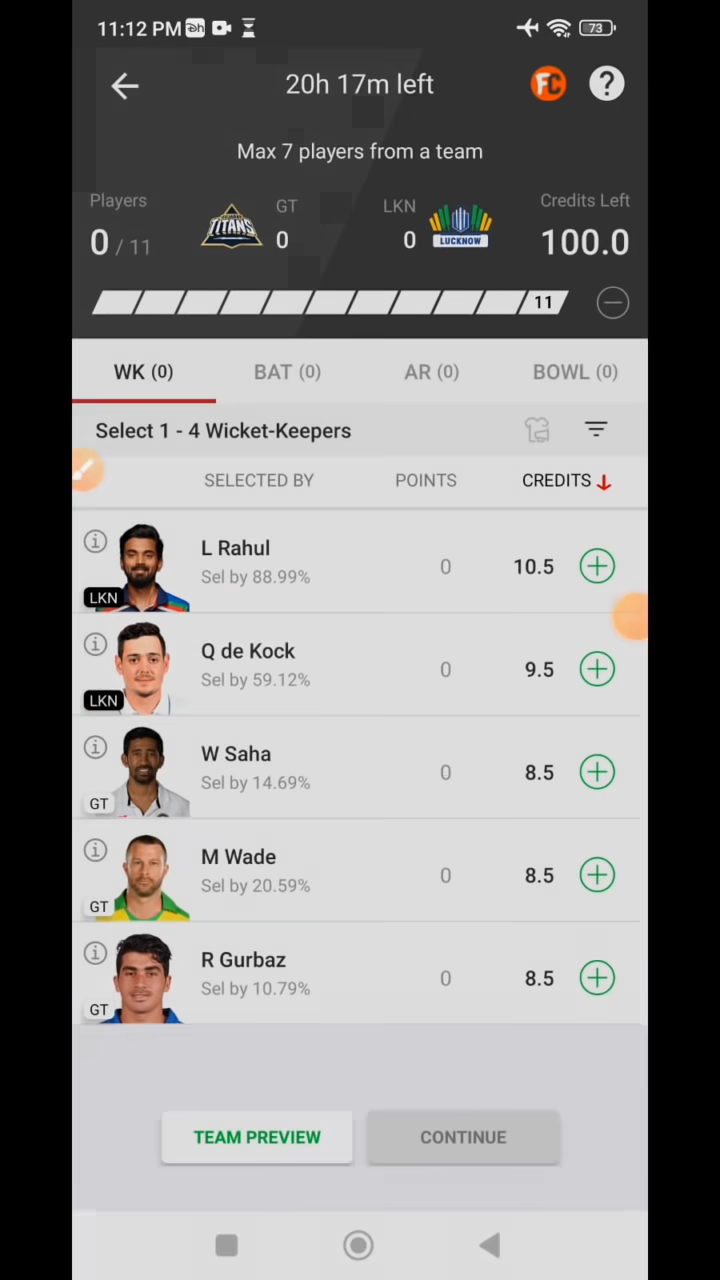 11:12 PM
73
20h 17m left
FC
?
Max 7 players from a team
Players
GT
LKN
Credits Left
0 / 11
TITANS
0
0
LUCKNOW
100.0
11
WK (0)
BAT (0)
AR (0)
BOWL (0)
Select 1 - 4 Wicket-Keepers
SELECTED BY
POINTS
CREDITS
L Rahul
Sel by 88.99%
0
10.5
LKN
Q de Kock
Sel by 59.12%
0
9.5
LKN
W Saha
Sel by 14.69%
0
8.5
GT
M Wade
Sel by 20.59%
0
8.5
GT
R Gurbaz
Sel by 10.79%
0
8.5
GT
TEAM PREVIEW
CONTINUE